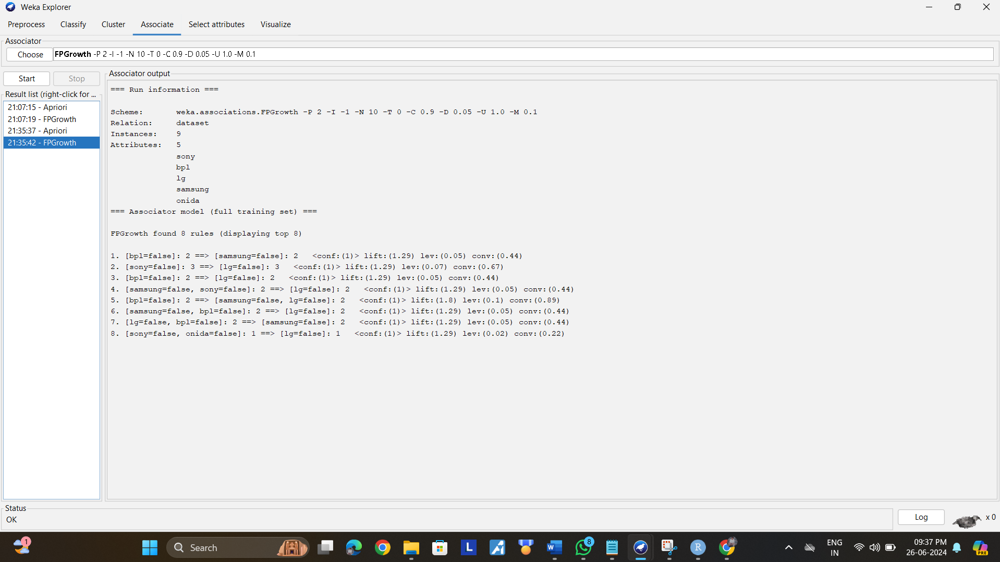 Weka Explorer
Preprocess Classify Cluster Associate Select attributes Visualize
Associator
Choose FPGrowth -P 2 -I -1 -N 10 -T 0 -C 0.9 -D 0.05 -U 1.0 -M 0.1
Start Stop
Result list (right-click for ...
21:07:15 - Apriori
21:07:19 - FPGrowth
21:35:37 - Apriori
21:35:42 - FPGrowth
Associator output
=== Run information ===
Scheme: weka.associations.FPGrowth -P 2 -I -1 -N 10 -T 0 -C 0.9 -D 0.05 -U 1.0 -M 0.1
Relation: dataset
Instances: 9
Attributes: 5
sony
bpl
lg
samsung
onida
=== Associator model (full training set) ===
FPGrowth found 8 rules (displaying top 8)
1. [bpl=false]: 2 ==> [samsung=false]: 2 <conf:(1)> lift:(1.29) lev:(0.05) conv:(0.44)
2. [sony=false]: 3 ==> [lg=false]: 3 <conf:(1)> lift:(1.29) lev:(0.07) conv:(0.67)
3. [bpl=false]: 2 ==> [lg=false]: 2 <conf:(1)> lift:(1.29) lev:(0.05) conv:(0.44)
4. [samsung=false, sony=false]: 2 ==> [lg=false]: 2 <conf:(1)> lift:(1.29) lev:(0.05) conv:(0.44)
5. [bpl=false]: 2 ==> [samsung=false, lg=false]: 2 <conf:(1)> lift:(1.8) lev:(0.1) conv:(0.89)
6. [samsung=false, bpl=false]: 2 ==> [lg=false]: 2 <conf:(1)> lift:(1.29) lev:(0.05) conv:(0.44)
7. [lg=false, bpl=false]: 2 ==> [samsung=false]: 2 <conf:(1)> lift:(1.29) lev:(0.05) conv:(0.44)
8. [sony=false, onida=false]: 1 ==> [lg=false]: 1 <conf:(1)> lift:(1.29) lev:(0.02) conv:(0.22)
Status
OK
Log
x 0
1
Search
L
W
8
R
ENG
IN
09:37 PM
26-06-2024
PRE